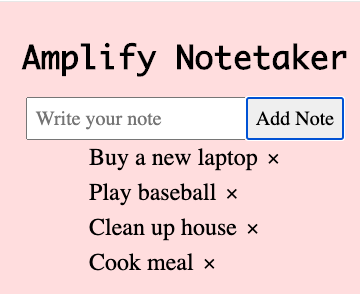 Amplify Notetaker
Write your note Add Note
Buy a new laptop ×
Play baseball ×
Clean up house ×
Cook meal ×